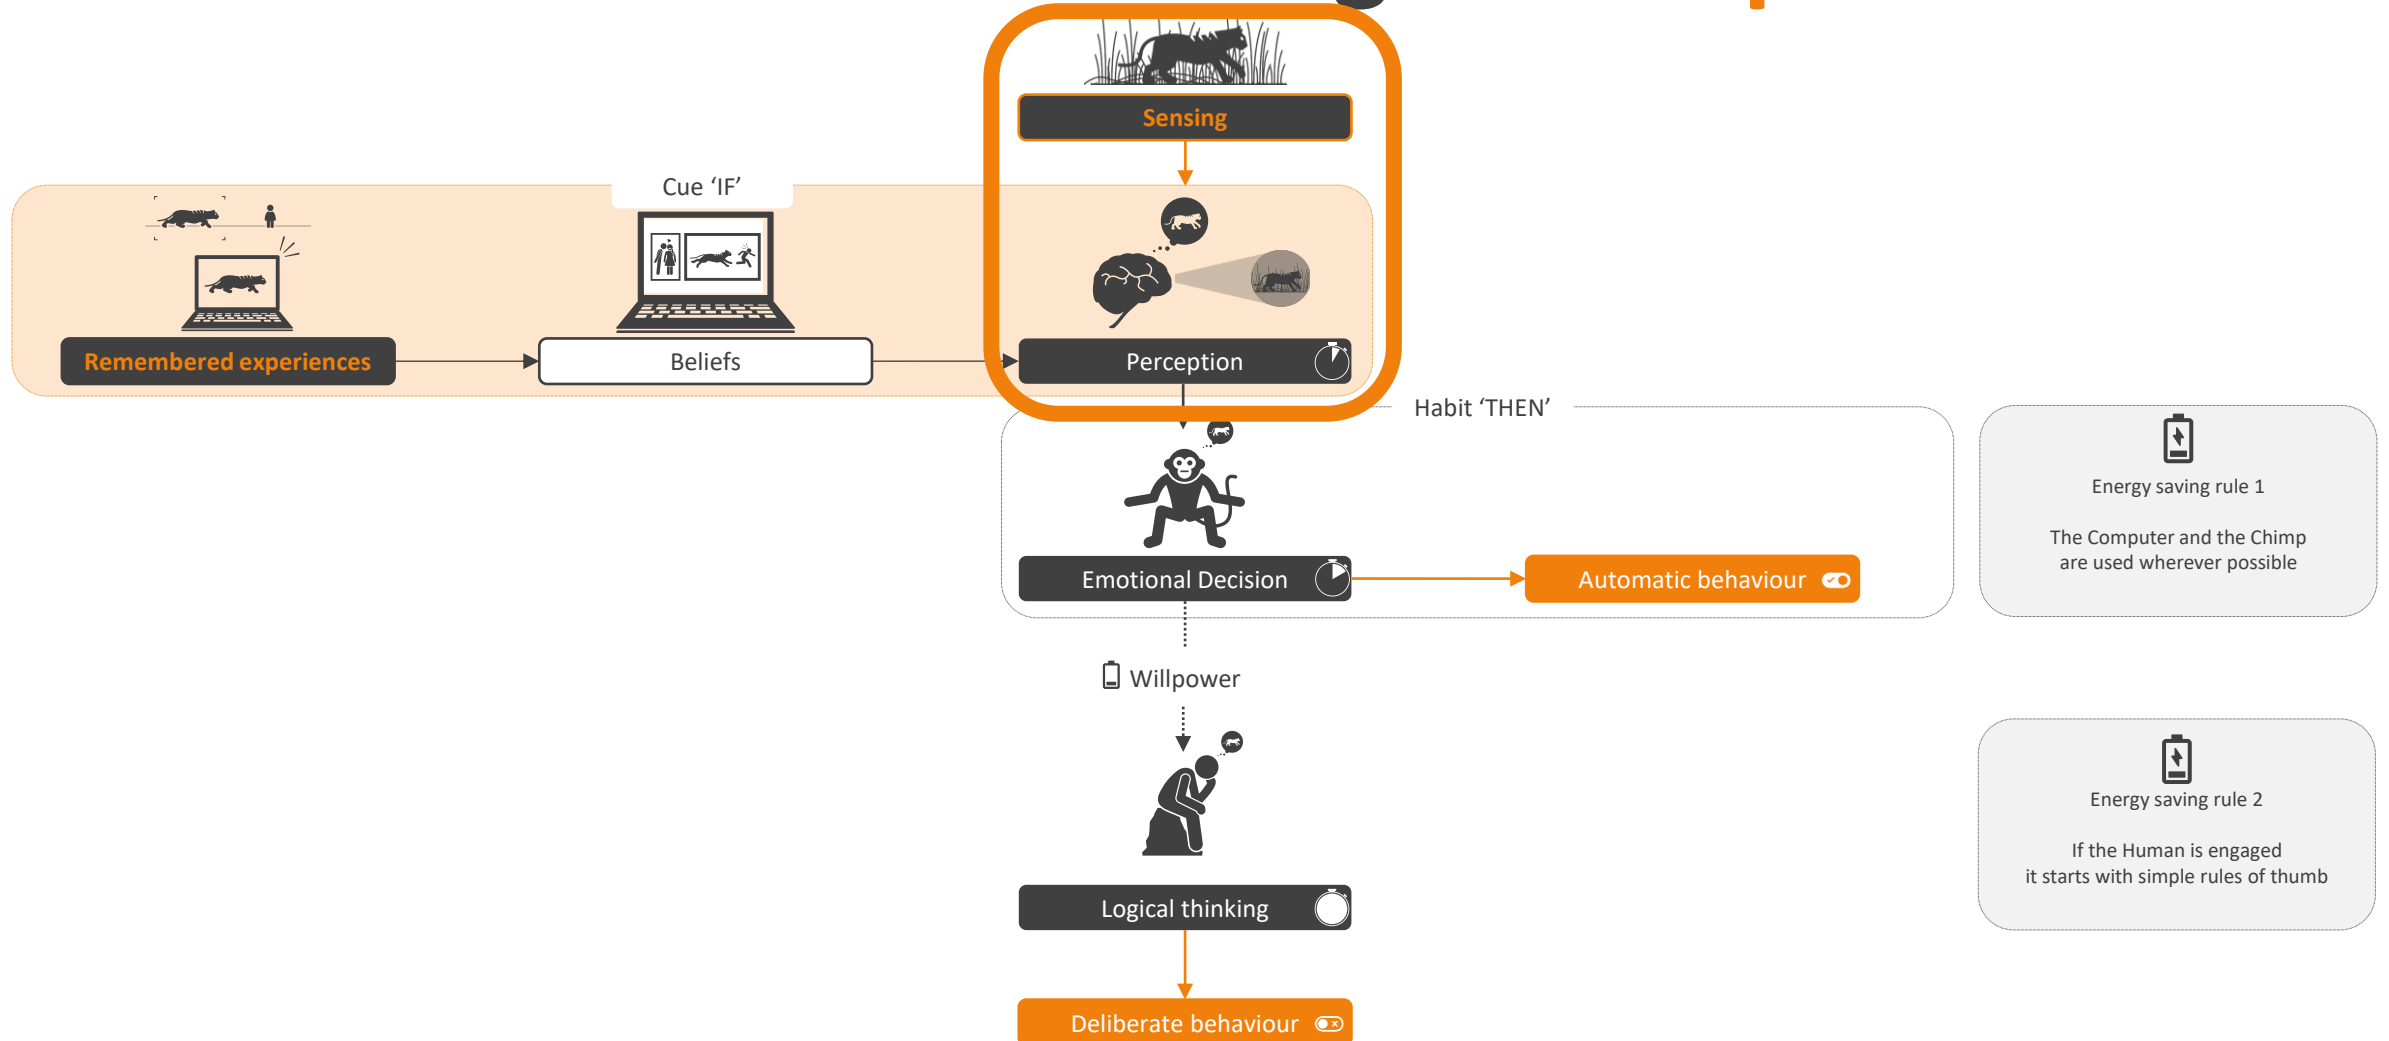 Sensing
Cue ‘IF’
Remembered experiences
Beliefs
Perception
Habit ‘THEN’
Energy saving rule 1
The Computer and the Chimp
are used wherever possible
Emotional Decision
Automatic behaviour
Willpower
Energy saving rule 2
If the Human is engaged
it starts with simple rules of thumb
Logical thinking
Deliberate behaviour